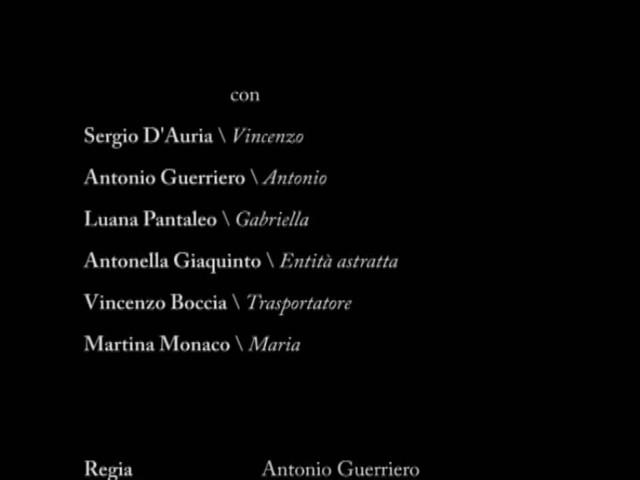 con
Sergio D'Auria \ Vincenzo
Antonio Guerriero \ Antonio
Luana Pantaleo \ Gabriella
Antonella Giaquinto \ Entità astratta
Vincenzo Boccia \ Trasportatore
Martina Monaco \ Maria
Regia Antonio Guerriero